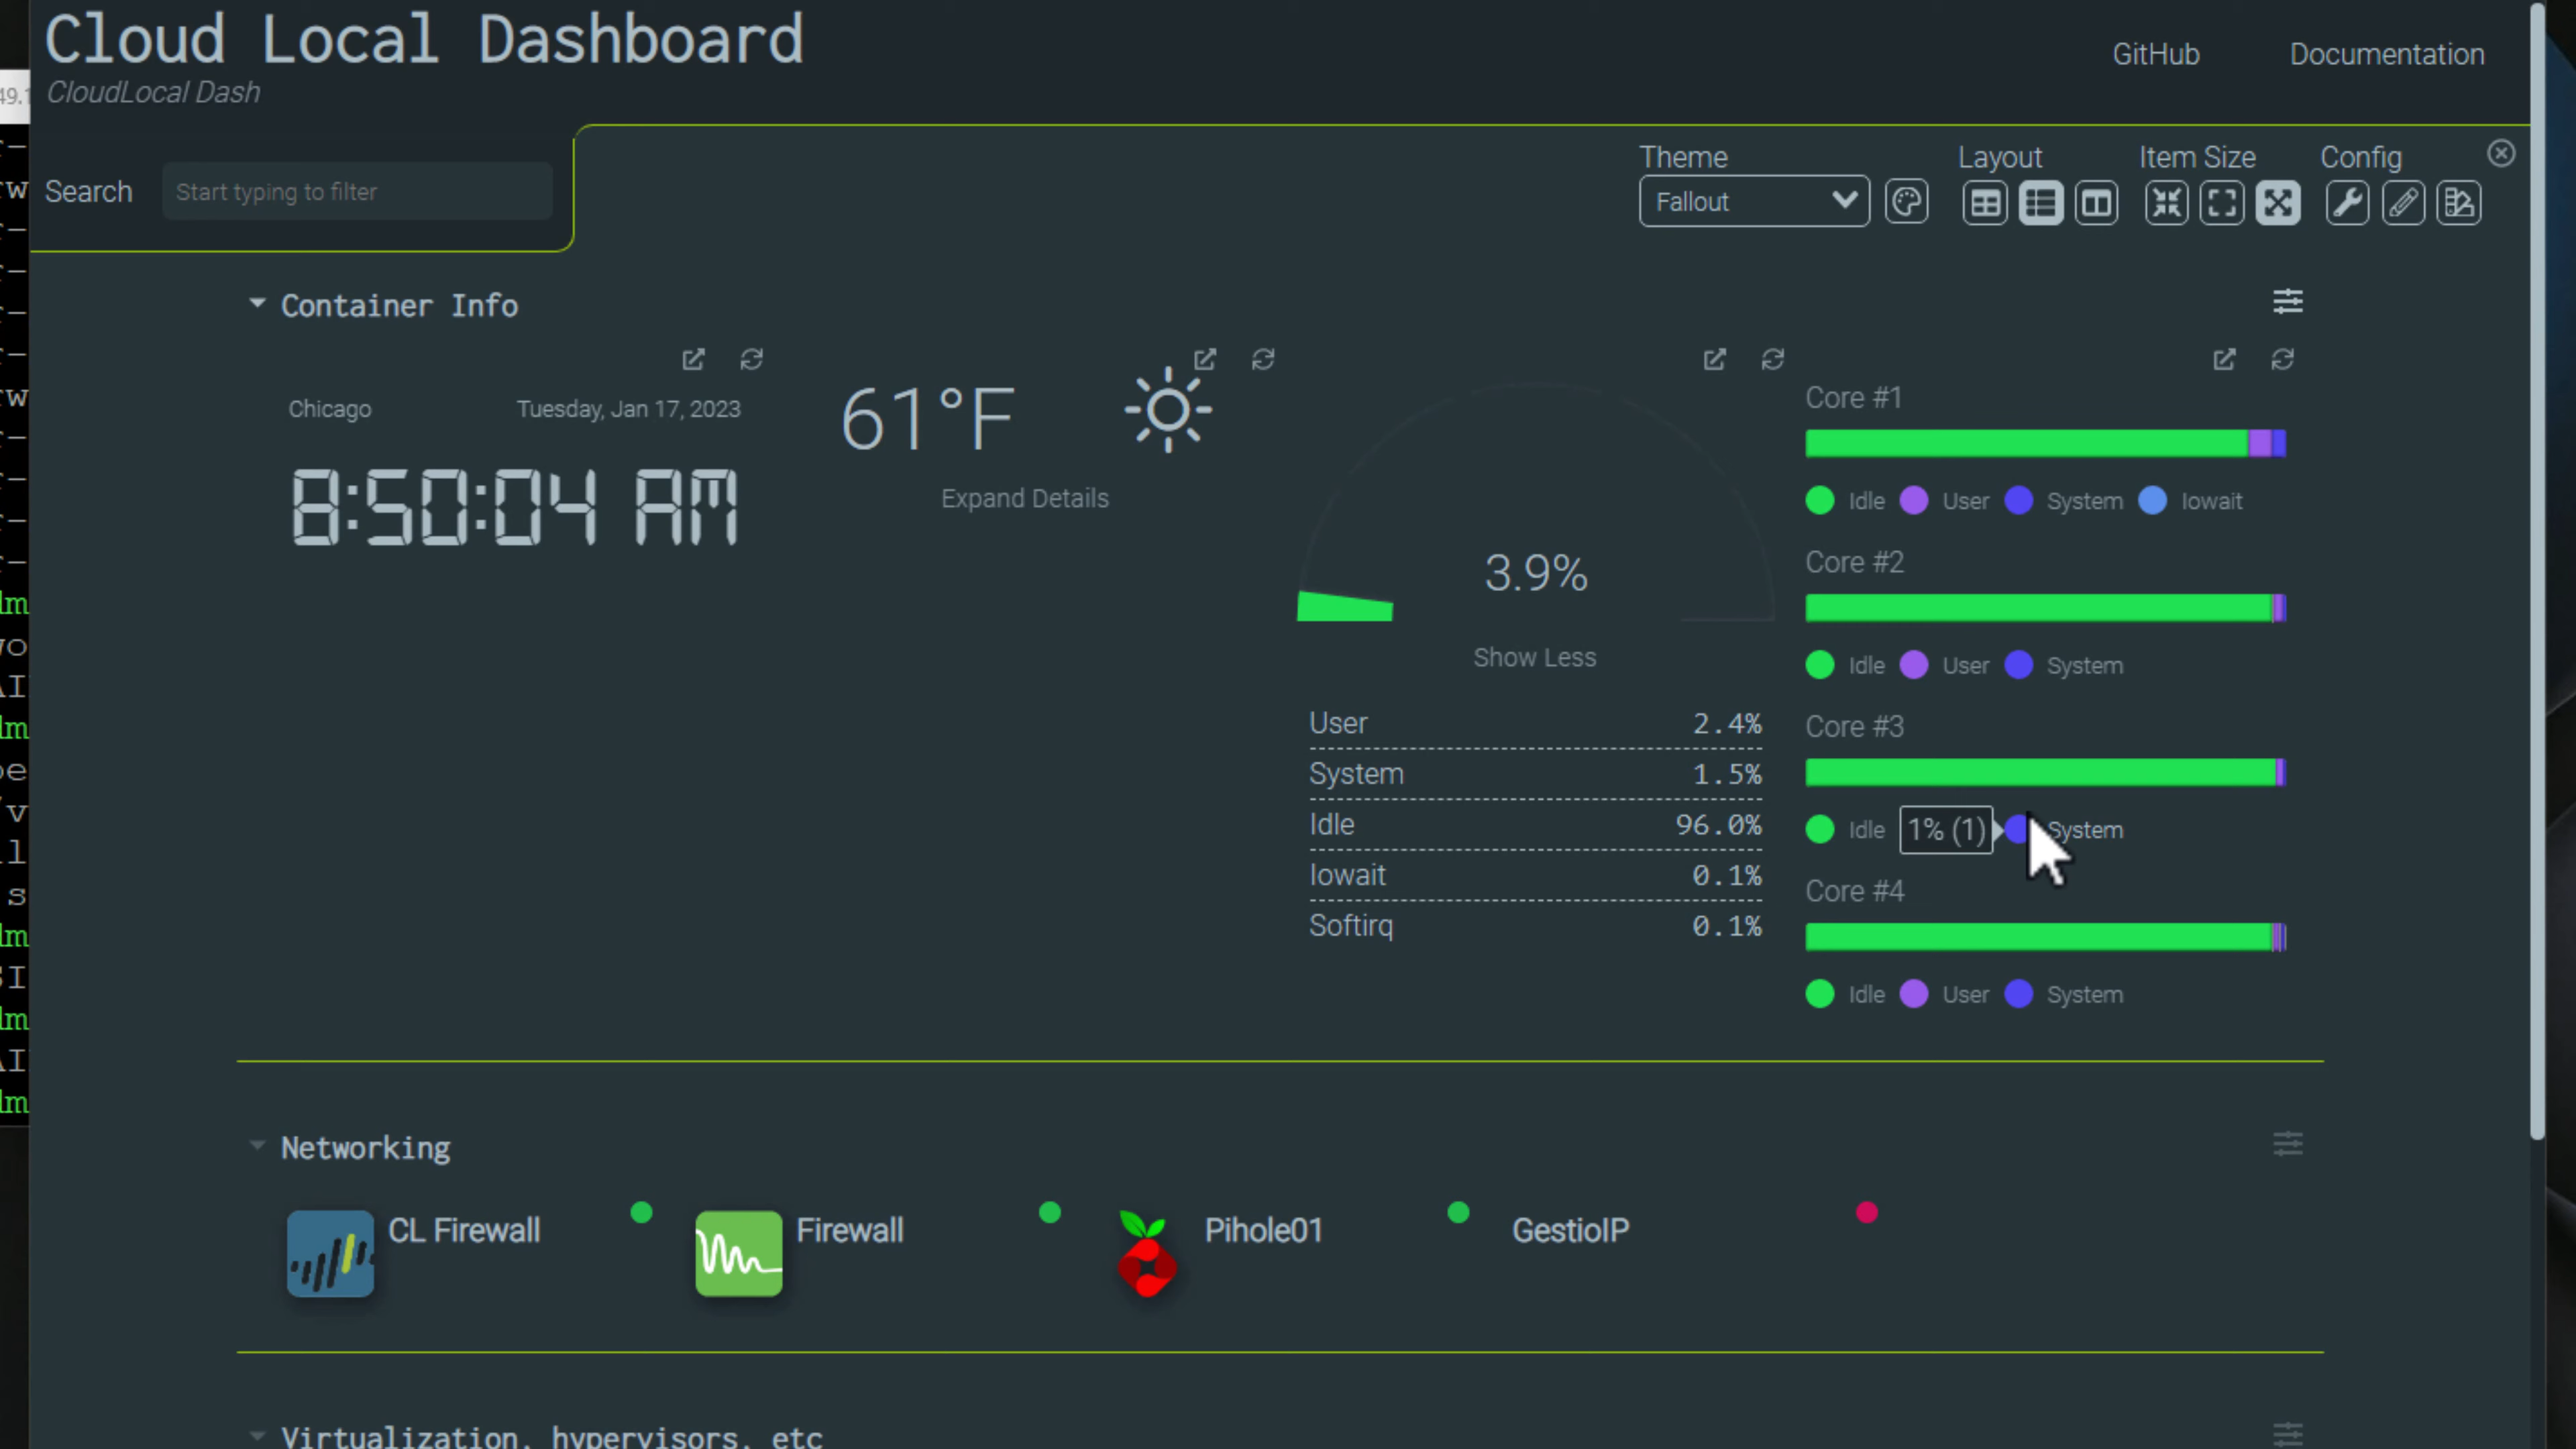 Cloud Local Dashboard
CloudLocal Dash
GitHub
Documentation
Search
Start typing to filter
Theme
Fallout
Layout
Item Size
Config
Container Info
Chicago
Tuesday, Jan 17, 2023
8:50:04 AM
61°F
Expand Details
3.9%
Show Less
User 2.4%
System 1.5%
Idle 96.0%
Iowait 0.1%
Softirq 0.1%
Core #1
Idle User System Iowait
Core #2
Idle User System
Core #3
Idle 1% (1) System
Core #4
Idle User System
Networking
CL Firewall
Firewall
Pihole01
GestioIP
Virtualization, hypervisors, etc